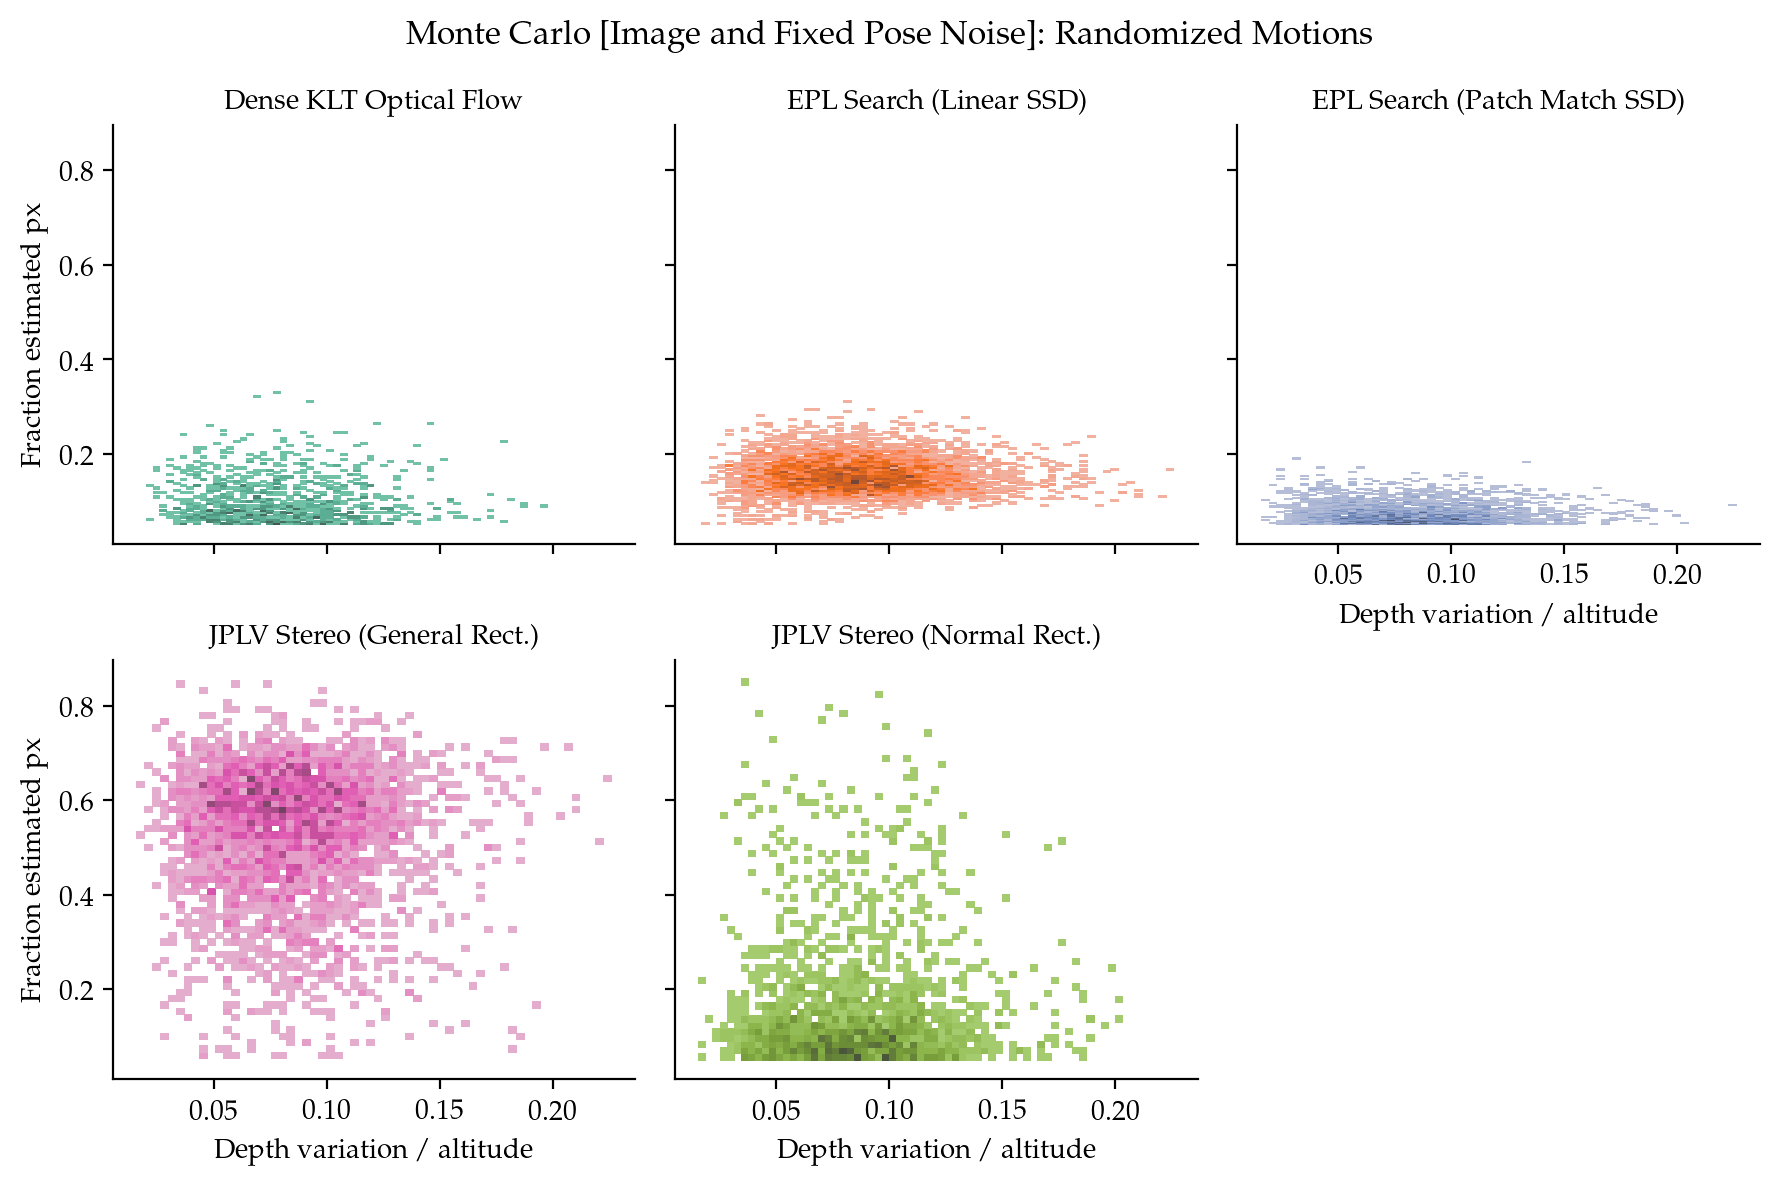 Monte Carlo [Image and Fixed Pose Noise]: Randomized Motions
Dense KLT Optical Flow
EPL Search (Linear SSD)
EPL Search (Patch Match SSD)
Fraction estimated px
0.8
0.6
0.4
0.2
0.05 0.10 0.15 0.20
Depth variation / altitude
JPLV Stereo (General Rect.)
JPLV Stereo (Normal Rect.)
Fraction estimated px
0.8
0.6
0.4
0.2
0.05 0.10 0.15 0.20
Depth variation / altitude
0.05 0.10 0.15 0.20
Depth variation / altitude